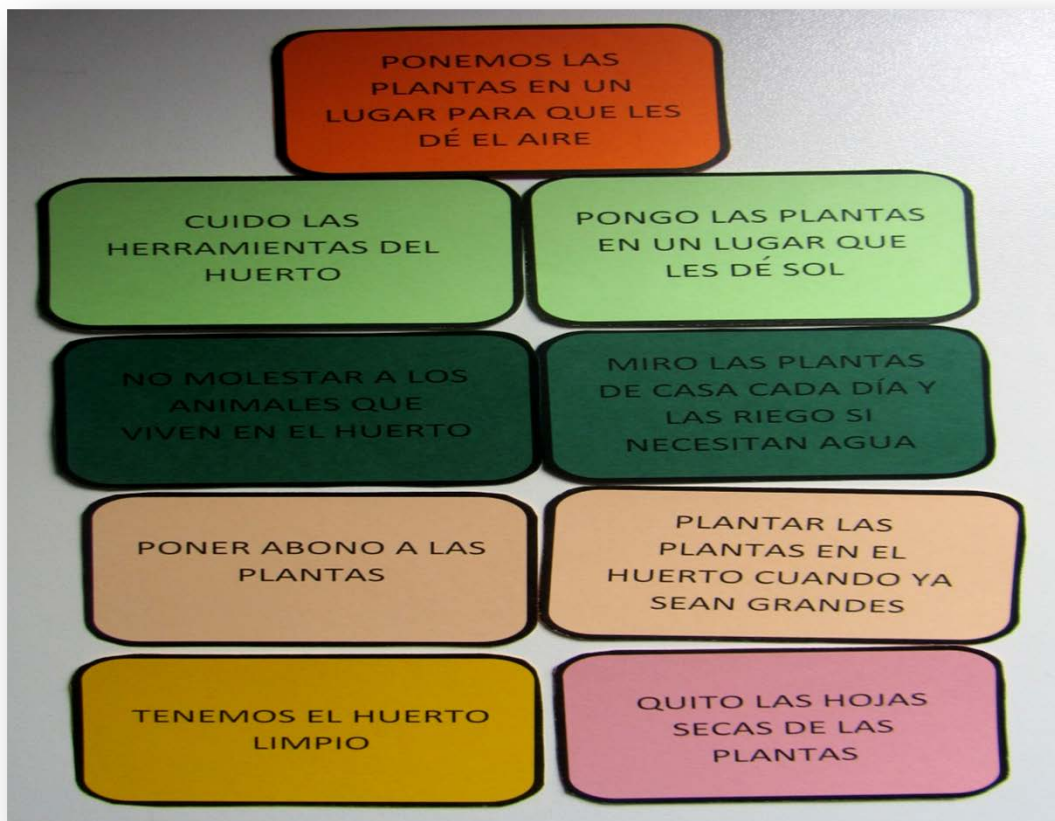 PONEMOS LAS
PLANTAS EN UN
LUGAR PARA QUE LES
DÉ EL AIRE
CUIDO LAS
HERRAMIENTAS DEL
HUERTO
PONGO LAS PLANTAS
EN UN LUGAR QUE
LES DÉ SOL
NO MOLESTAR A LOS
ANIMALES QUE
VIVEN EN EL HUERTO
MIRO LAS PLANTAS
DE CASA CADA DÍA Y
LAS RIEGO SI
NECESITAN AGUA
PONER ABONO A LAS
PLANTAS
PLANTAR LAS
PLANTAS EN EL
HUERTO CUANDO YA
SEAN GRANDES
TENEMOS EL HUERTO
LIMPIO
QUITO LAS HOJAS
SECAS DE LAS
PLANTAS